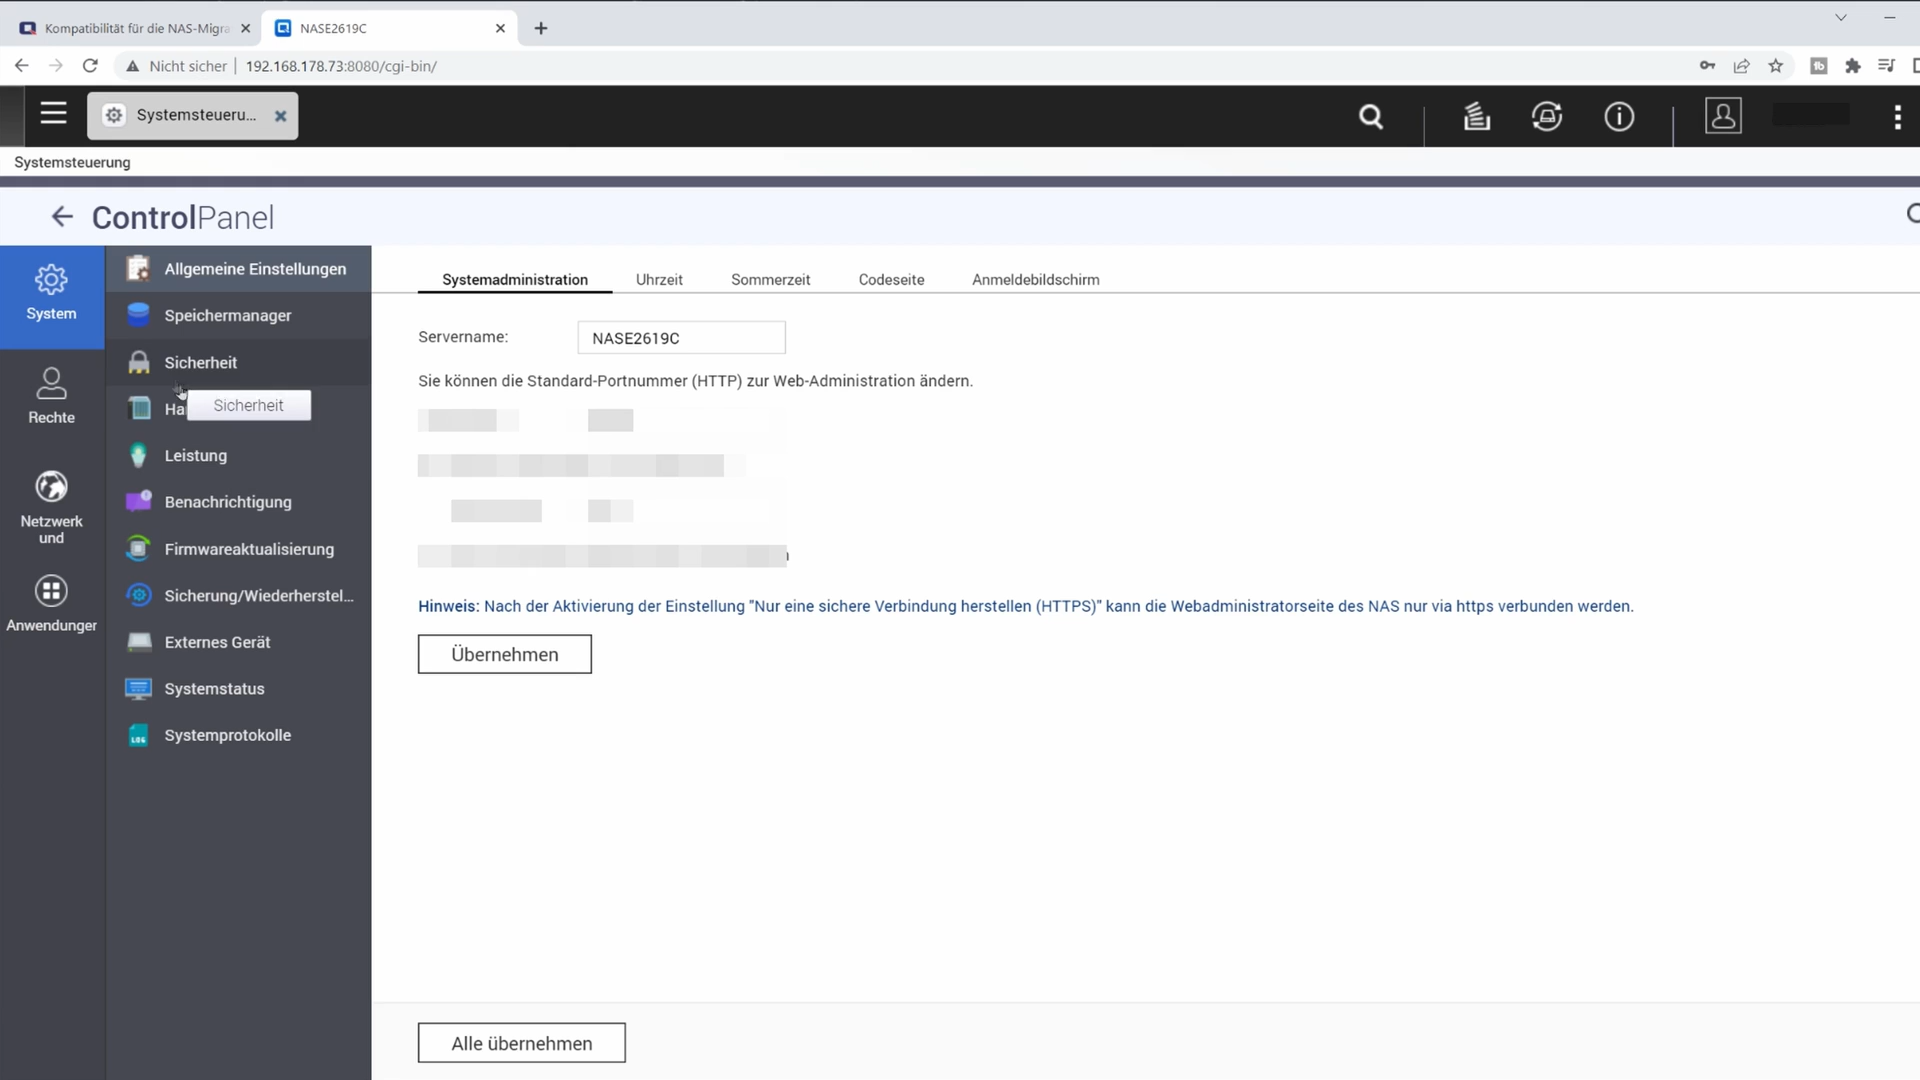 Kompatibilität für die NAS-Migra
NASE2619C
Nicht sicher
192.168.178.73:8080/cgi-bin/
Systemsteueru...
Systemsteuerung
ControlPanel
System
Rechte
Netzwerk
und
Anwendunger
Allgemeine Einstellungen
Speichermanager
Sicherheit
Ha
Sicherheit
Leistung
Benachrichtigung
Firmwareaktualisierung
Sicherung/Wiederherstel...
Externes Gerät
Systemstatus
LOG
Systemprotokolle
Systemadministration
Uhrzeit
Sommerzeit
Codeseite
Anmeldebildschirm
Servername:
NASE2619C
Sie können die Standard-Portnummer (HTTP) zur Web-Administration ändern.
Hinweis: Nach der Aktivierung der Einstellung "Nur eine sichere Verbindung herstellen (HTTPS)" kann die Webadministratorseite des NAS nur via https verbunden werden.
Übernehmen
Alle übernehmen